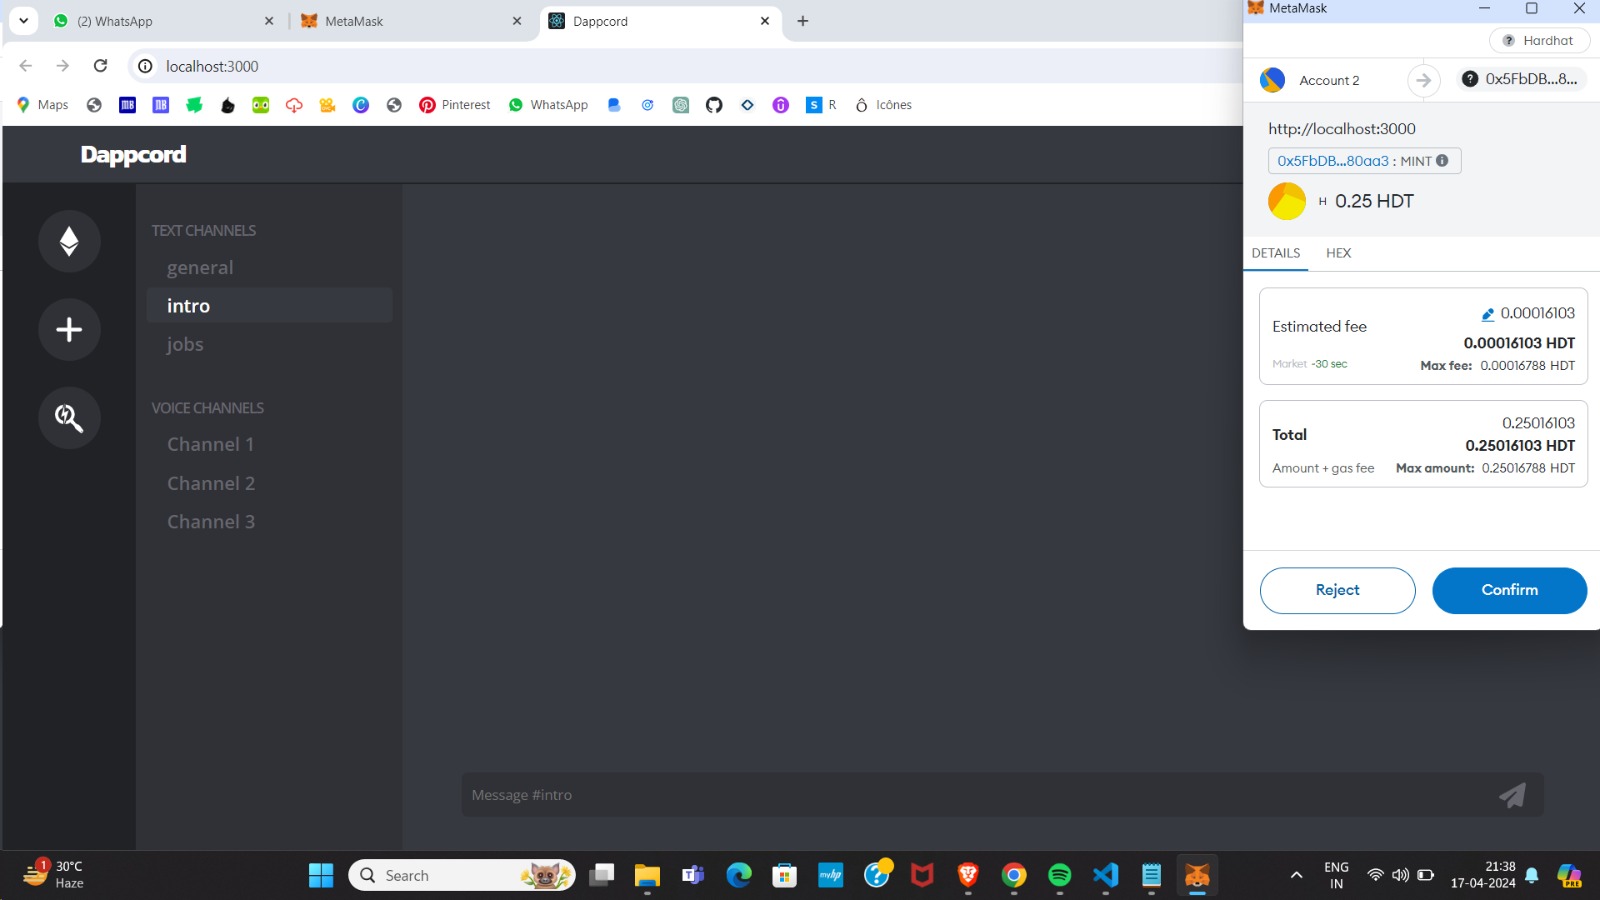 (2) WhatsApp
MetaMask
Dappcord
localhost:3000
Maps
MB
MB
Pinterest
WhatsApp
S R
Icônes
Dappcord
TEXT CHANNELS
general
intro
jobs
VOICE CHANNELS
Channel 1
Channel 2
Channel 3
Message #intro
MetaMask
? Hardhat
Account 2
? 0x5FbDB...8...
http://localhost:3000
0x5FbDB...80aa3 : MINT
H 0.25 HDT
DETAILS HEX
0.00016103
Estimated fee
0.00016103 HDT
Market ~30 sec Max fee: 0.00016788 HDT
0.25016103
Total
0.25016103 HDT
Amount + gas fee Max amount: 0.25016788 HDT
Reject Confirm
1
30°C
Haze
Search
myhp
ENG
IN
21:38
17-04-2024
PRE